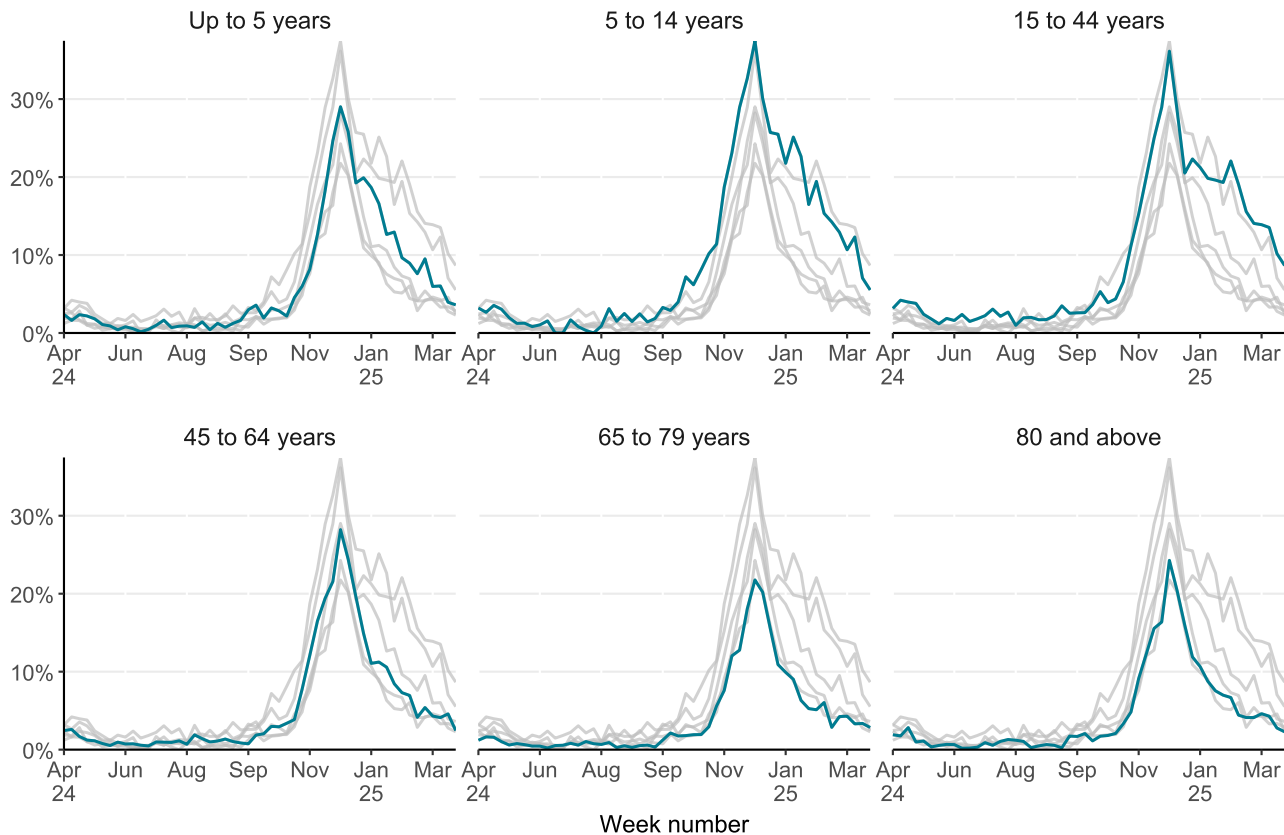 Up to 5 years
5 to 14 years
15 to 44 years
30%
20%
10%
0%
Apr Jun Aug Sep Nov Jan Mar
24 25
Apr Jun Aug Sep Nov Jan Mar
24 25
Apr Jun Aug Sep Nov Jan Mar
24 25
45 to 64 years
65 to 79 years
80 and above
30%
20%
10%
0%
Apr Jun Aug Sep Nov Jan Mar
24 25
Apr Jun Aug Sep Nov Jan Mar
24 25
Apr Jun Aug Sep Nov Jan Mar
24 25
Week number